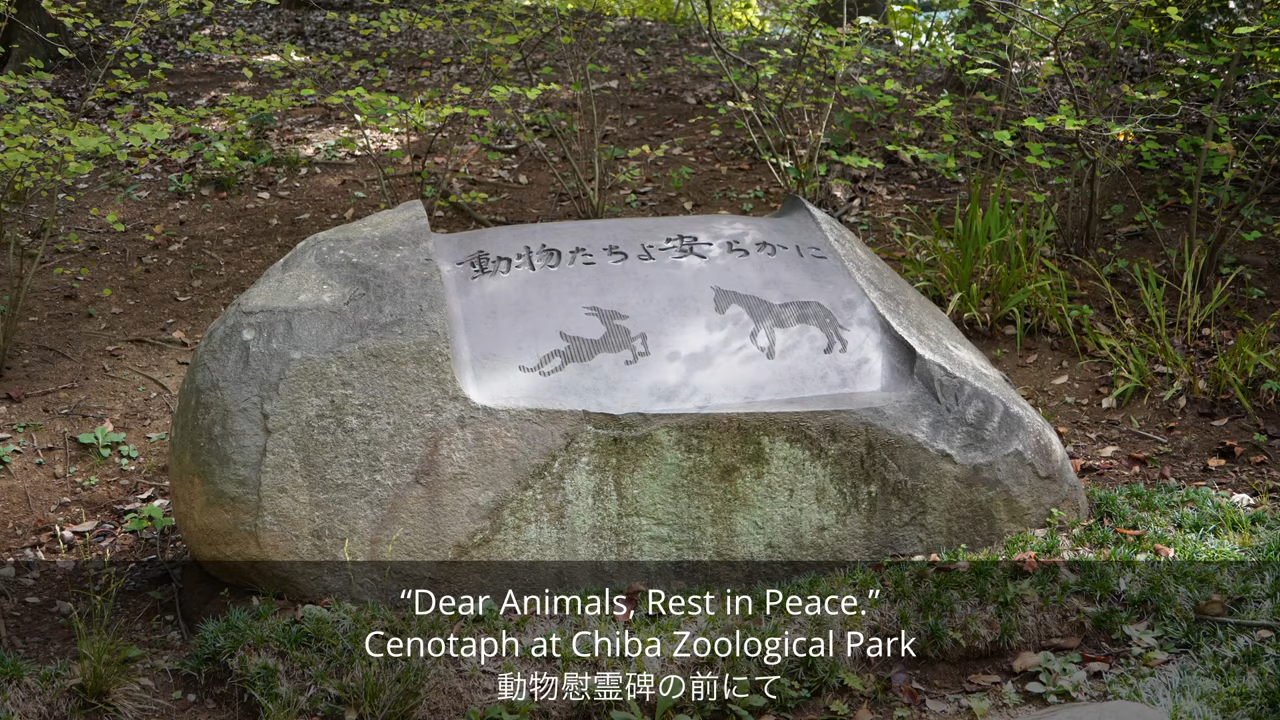 動物たちよ安らかに
“Dear Animals, Rest in Peace.”
Cenotaph at Chiba Zoological Park
動物慰霊碑の前にて